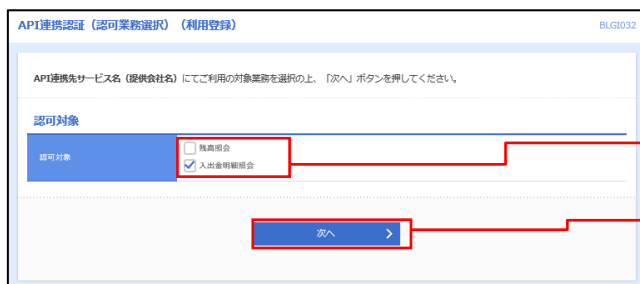 API連携認証（認可業務選択）（利用登録）
BLGI032
API連携先サービス名（提供会社名）にてご利用の対象業務を選択の上、「次へ」ボタンを押してください。
認可対象
認可対象
残高照会
入出金明細照会
次へ